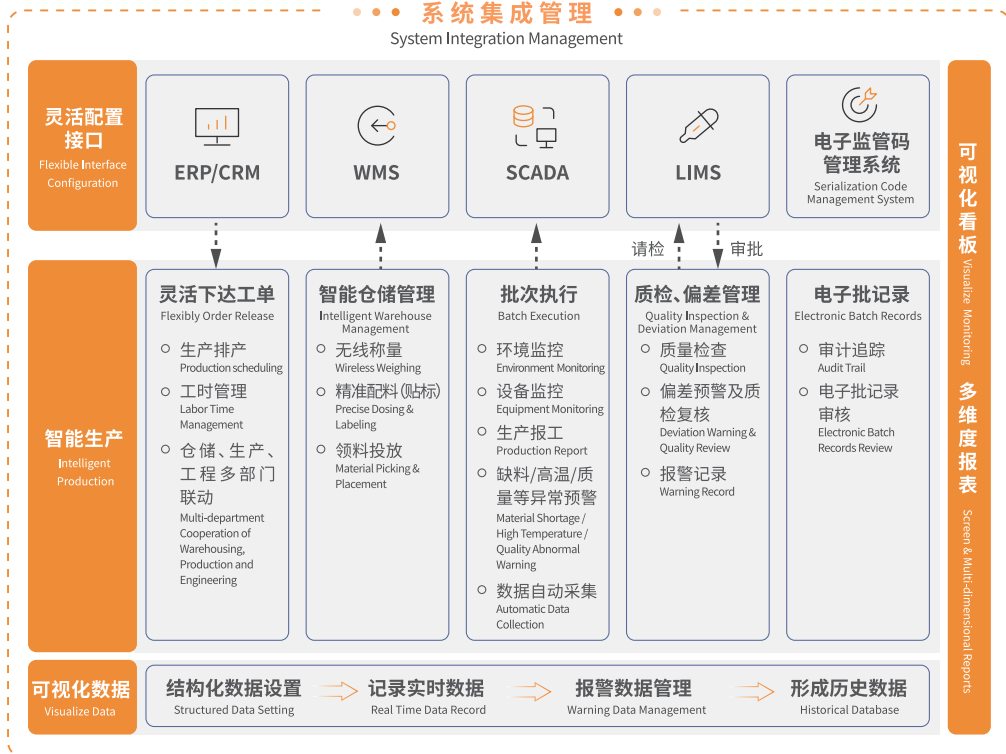 系统集成管理
System Integration Management
灵活配置
接口
Flexible Interface
Configuration
ERP/CRM
WMS
SCADA
LIMS
电子监管码
管理系统
Serialization Code
Management System
请检
审批
智能生产
Intelligent
Production
灵活下达工单
Flexibly Order Release
生产排产
Production scheduling
工时管理
Labor Time
Management
仓储、生产、
工程多部门
联动
Multi-department
Cooperation of
Warehousing,
Production and
Engineering
智能仓储管理
Intelligent Warehouse
Management
无线称量
Wireless Weighing
精准配料(贴标)
Precise Dosing &
Labeling
领料投放
Material Picking &
Placement
批次执行
Batch Execution
环境监控
Environment Monitoring
设备监控
Equipment Monitoring
生产报工
Production Report
缺料/高温/质
量等异常预警
Material Shortage /
High Temperature /
Quality Abnormal
Warning
数据自动采集
Automatic Data
Collection
质检、偏差管理
Quality Inspection &
Deviation Management
质量检查
Quality Inspection
偏差预警及质
检复核
Deviation Warning &
Quality Review
报警记录
Warning Record
电子批记录
Electronic Batch Records
审计追踪
Audit Trail
电子批记录
审核
Electronic Batch
Records Review
可视化数据
Visualize Data
结构化数据设置
Structured Data Setting
记录实时数据
Real Time Data Record
报警数据管理
Warning Data Management
形成历史数据
Historical Database
可视化看板
Visualize Monitoring
多维度报表
Screen & Multi-dimensional Reports